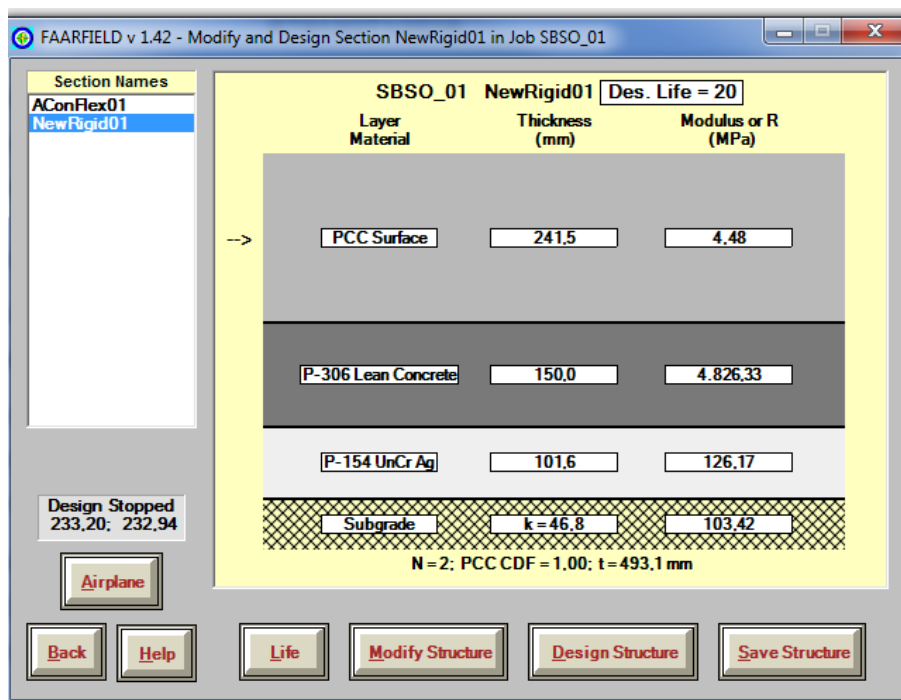 FAARFIELD v 1.42 - Modify and Design Section NewRigid01 in Job SBSO_01
Section Names
AConFlex01
NewRigid01
SBSO_01 NewRigid01 Des. Life = 20
Layer Material Thickness (mm) Modulus or R (MPa)
--> PCC Surface 241,5 4,48
P-306 Lean Concrete 150,0 4.826,33
P-154 UnCr Ag 101,6 126,17
Subgrade k = 46,8 103,42
N = 2; PCC CDF = 1,00; t = 493,1 mm
Design Stopped
233,20; 232,94
Airplane
Back Help Life Modify Structure Design Structure Save Structure